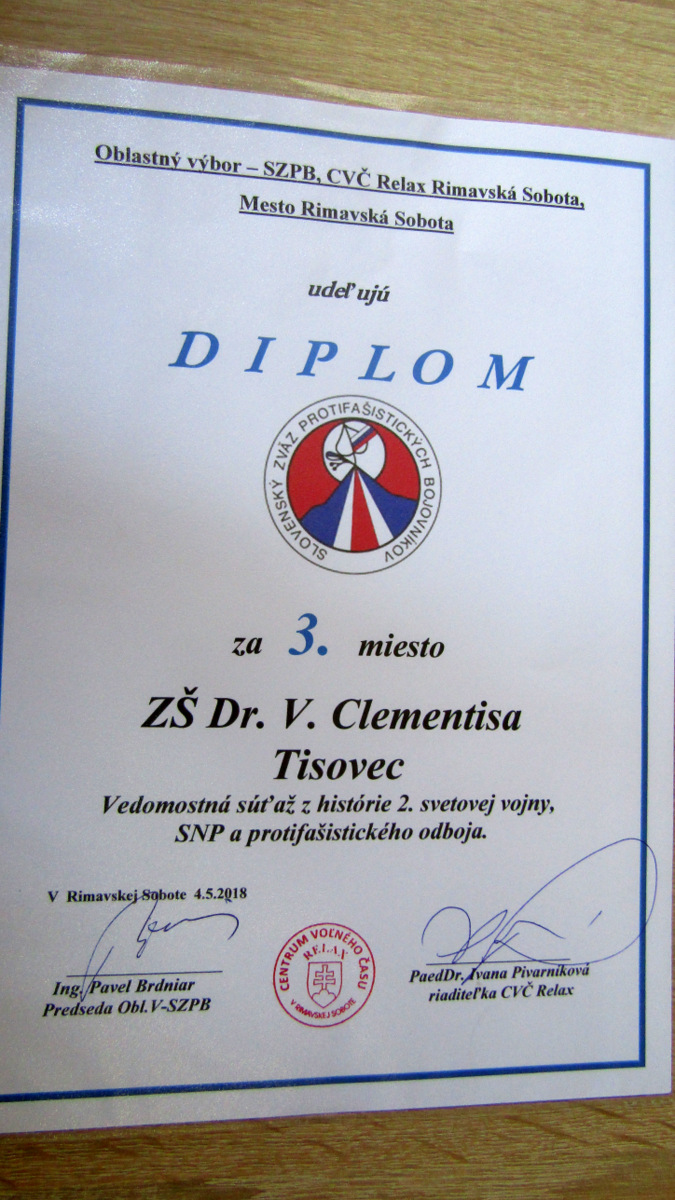 Oblastný výbor – SZPB, CVČ Relax Rimavská Sobota,
Mesto Rimavská Sobota
udeľujú
DIPLOM
SLOVENSKÝ ZVÄZ PROTIFAŠISTICKÝCH BOJOVNÍKOV
za 3. miesto
ZŠ Dr. V. Clementisa
Tisovec
Vedomostná súťaž z histórie 2. svetovej vojny,
SNP a protifašistického odboja.
V Rimavskej Sobote 4.5.2018
Ing. Pavel Brdniar
Predseda Obl.V-SZPB
CENTRUM VOĽNÉHO ČASU
RELAX
V RIMAVSKEJ SOBOTE
PaedDr. Ivana Pivarníková
riaditeľka CVČ Relax